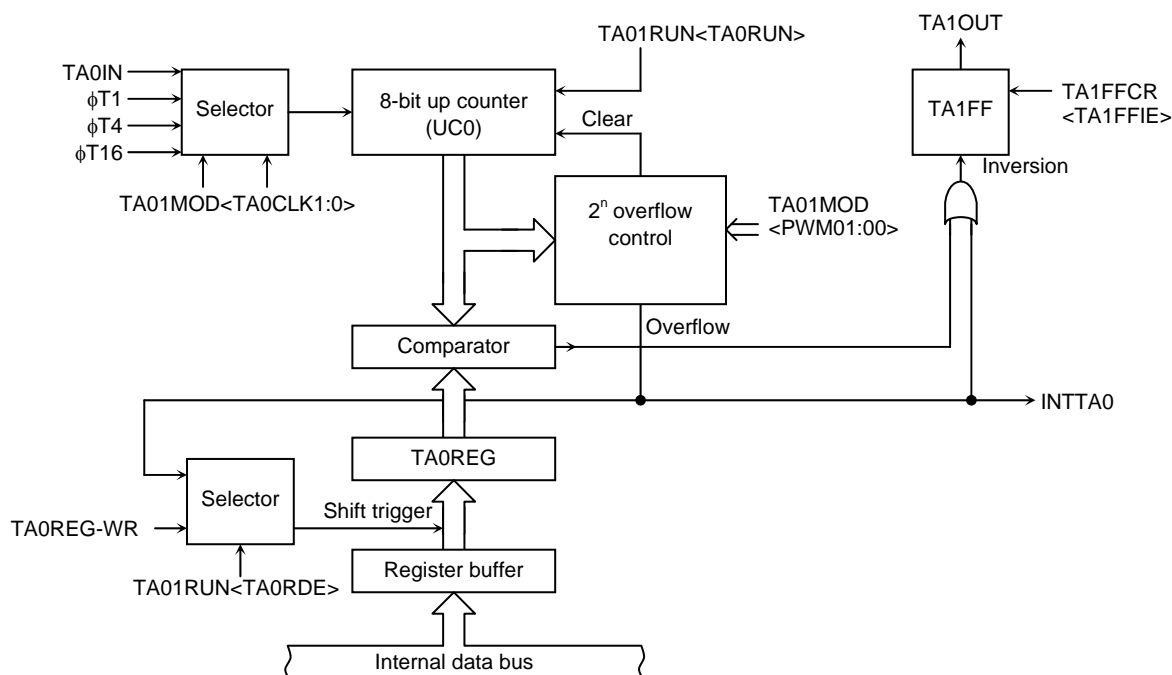 TA01RUN<TA0RUN>
TA1OUT
TA0IN
ϕT1
ϕT4
ϕT16
Selector
8-bit up counter
(UC0)
Clear
TA1FF
TA1FFCR
<TA1FFIE>
Inversion
TA01MOD<TA0CLK1:0>
2ⁿ overflow
control
TA01MOD
<PWM01:00>
Overflow
Comparator
INTTA0
TA0REG
Selector
Shift trigger
TA0REG-WR
Register buffer
TA01RUN<TA0RDE>
Internal data bus